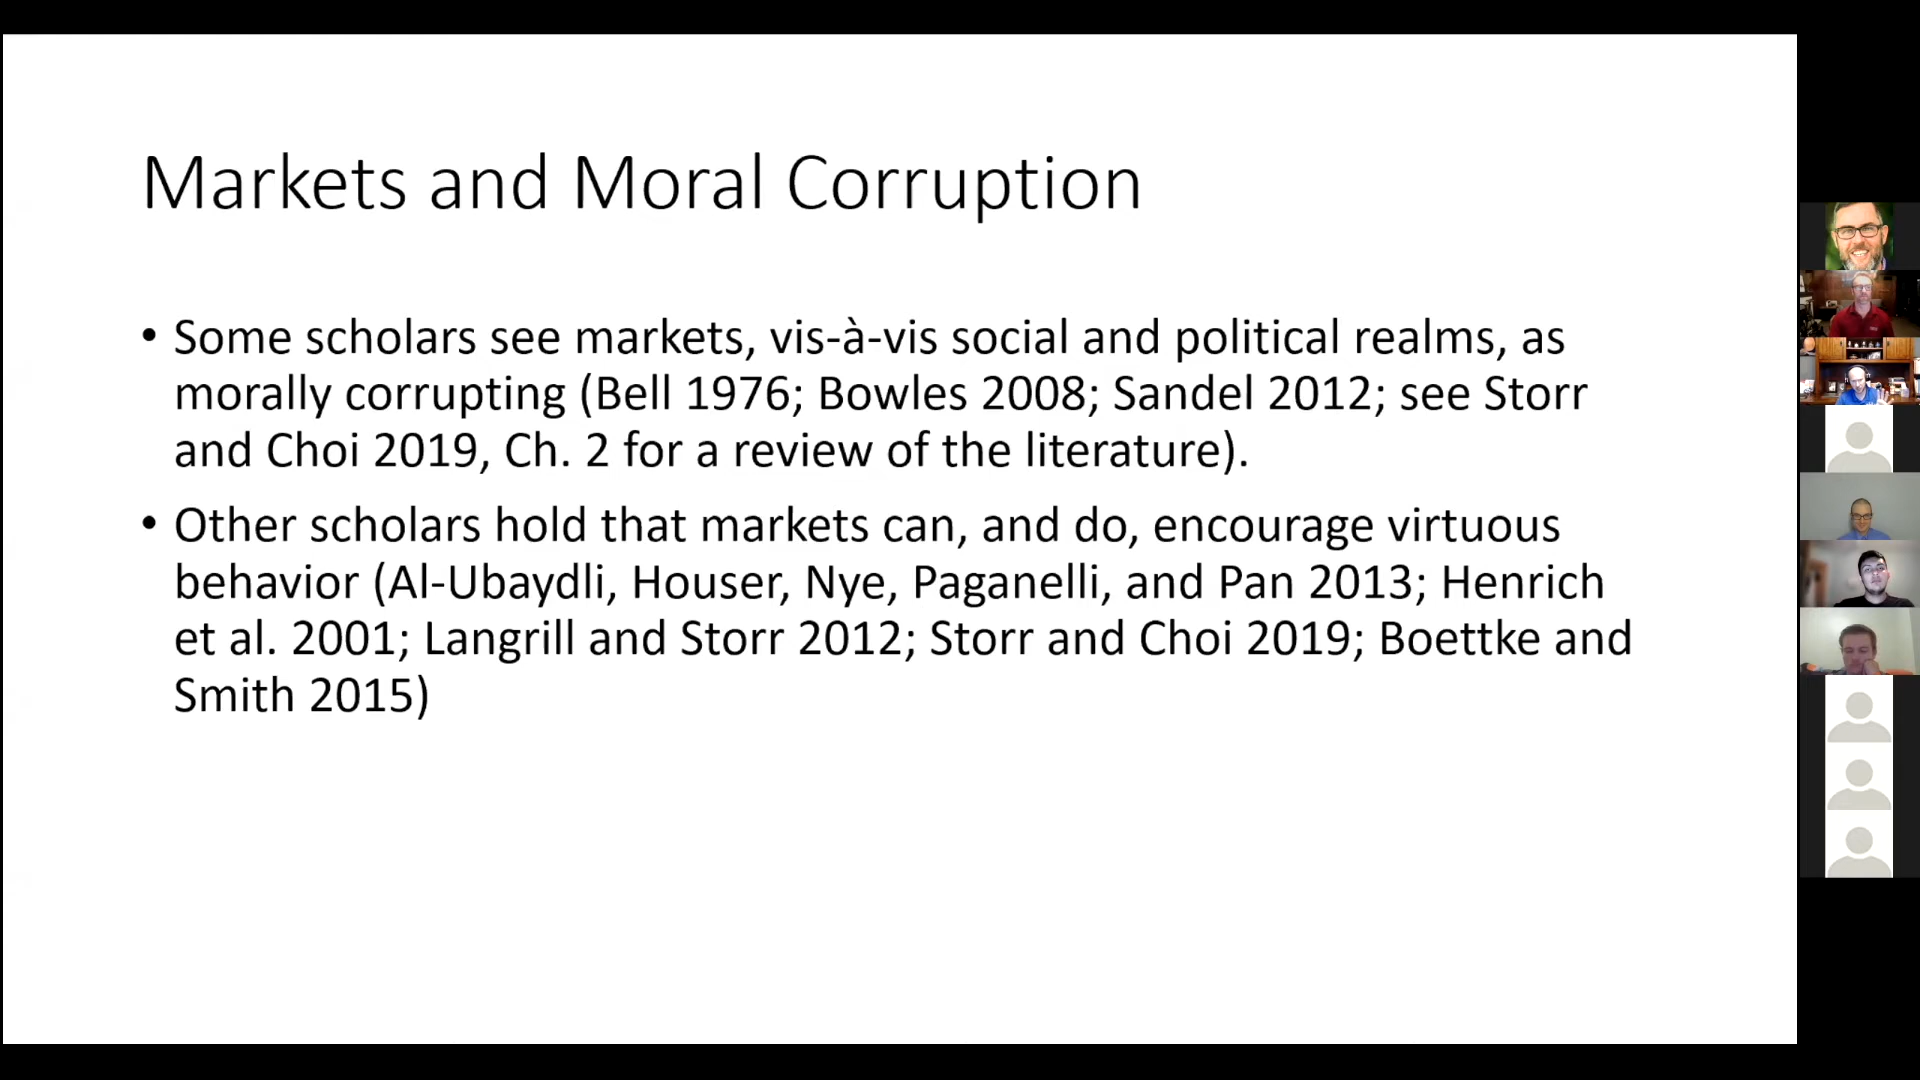 Markets and Moral Corruption
• Some scholars see markets, vis-à-vis social and political realms, as
morally corrupting (Bell 1976; Bowles 2008; Sandel 2012; see Storr
and Choi 2019, Ch. 2 for a review of the literature).
• Other scholars hold that markets can, and do, encourage virtuous
behavior (Al-Ubaydli, Houser, Nye, Paganelli, and Pan 2013; Henrich
et al. 2001; Langrill and Storr 2012; Storr and Choi 2019; Boettke and
Smith 2015)